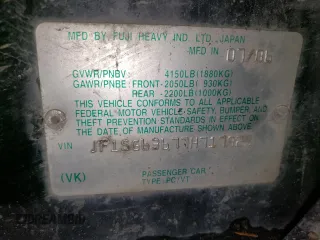 MFD BY FUJI HEAVY IND. LTD., JAPAN
MFD IN 07/06
GVWR/PNBV: 4150LB(1880KG)
GAWR/PNBE: FRONT-2050LB( 930KG)
REAR -2200LB(1000KG)
THIS VEHICLE CONFORMS TO ALL APPLICABLE
FEDERAL MOTOR VEHICLE SAFETY, BUMPER, AND
THEFT PREVENTION STANDARDS IN EFFECT ON THE
DATE OF MANUFACTURE SHOWN ABOVE.
VIN
(VK) PASSENGER CAR
TYPE:PC/VT